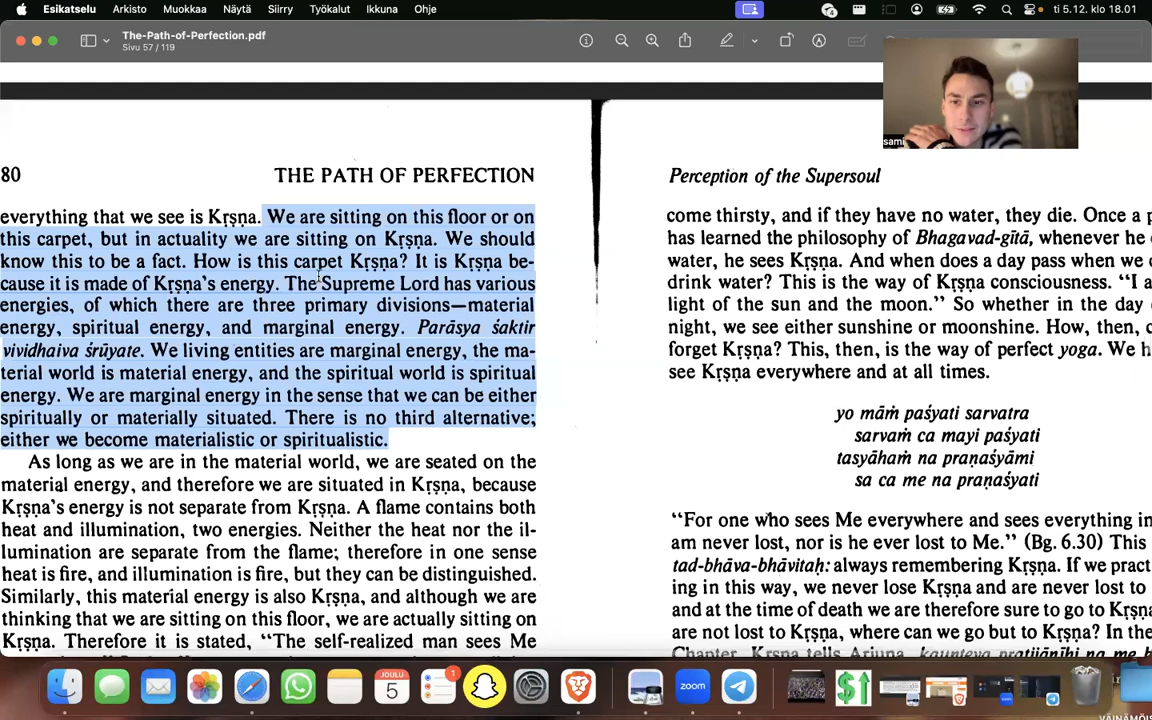 Esikatselu Arkisto Muokkaa Näytä Siirry Työkalut Ikkuna Ohje
4
ti 5.12. klo 18.01
The-Path-of-Perfection.pdf
Sivu 57 / 119
sami
80 THE PATH OF PERFECTION
everything that we see is Kṛṣṇa. We are sitting on this floor or on
this carpet, but in actuality we are sitting on Kṛṣṇa. We should
know this to be a fact. How is this carpet Kṛṣṇa? It is Kṛṣṇa be-
cause it is made of Kṛṣṇa's energy. The Supreme Lord has various
energies, of which there are three primary divisions—material
energy, spiritual energy, and marginal energy. Parāsya śaktir
vividhaiva śrūyate. We living entities are marginal energy, the ma-
terial world is material energy, and the spiritual world is spiritual
energy. We are marginal energy in the sense that we can be either
spiritually or materially situated. There is no third alternative;
either we become materialistic or spiritualistic.
As long as we are in the material world, we are seated on the
material energy, and therefore we are situated in Kṛṣṇa, because
Kṛṣṇa's energy is not separate from Kṛṣṇa. A flame contains both
heat and illumination, two energies. Neither the heat nor the il-
lumination are separate from the flame; therefore in one sense
heat is fire, and illumination is fire, but they can be distinguished.
Similarly, this material energy is also Kṛṣṇa, and although we are
thinking that we are sitting on this floor, we are actually sitting on
Kṛṣṇa. Therefore it is stated, "The self-realized man sees Me
Perception of the Supersoul
come thirsty, and if they have no water, they die. Once a p
has learned the philosophy of Bhagavad-gītā, whenever he
water, he sees Kṛṣṇa. And when does a day pass when we
drink water? This is the way of Kṛṣṇa consciousness. "I a
light of the sun and the moon." So whether in the day
night, we see either sunshine or moonshine. How, then, c
forget Kṛṣṇa? This, then, is the way of perfect yoga. We h
see Kṛṣṇa everywhere and at all times.
yo māṁ paśyati sarvatra
sarvaṁ ca mayi paśyati
tasyāhaṁ na praṇaśyāmi
sa ca me na praṇaśyati
"For one who sees Me everywhere and sees everything in
am never lost, nor is he ever lost to Me." (Bg. 6.30) This
tad-bhāva-bhāvitaḥ: always remembering Kṛṣṇa. If we pract
ing in this way, we never lose Kṛṣṇa and are never lost to
and at the time of death we are therefore sure to go to Kṛṣṇa
are not lost to Kṛṣṇa, where can we go but to Kṛṣṇa? In the
Chapter, Kṛṣṇa tells Arjuna, kaunteya pratijānīhi na me b
JOULU
5
1
zoom
VÄINÄMÖIS